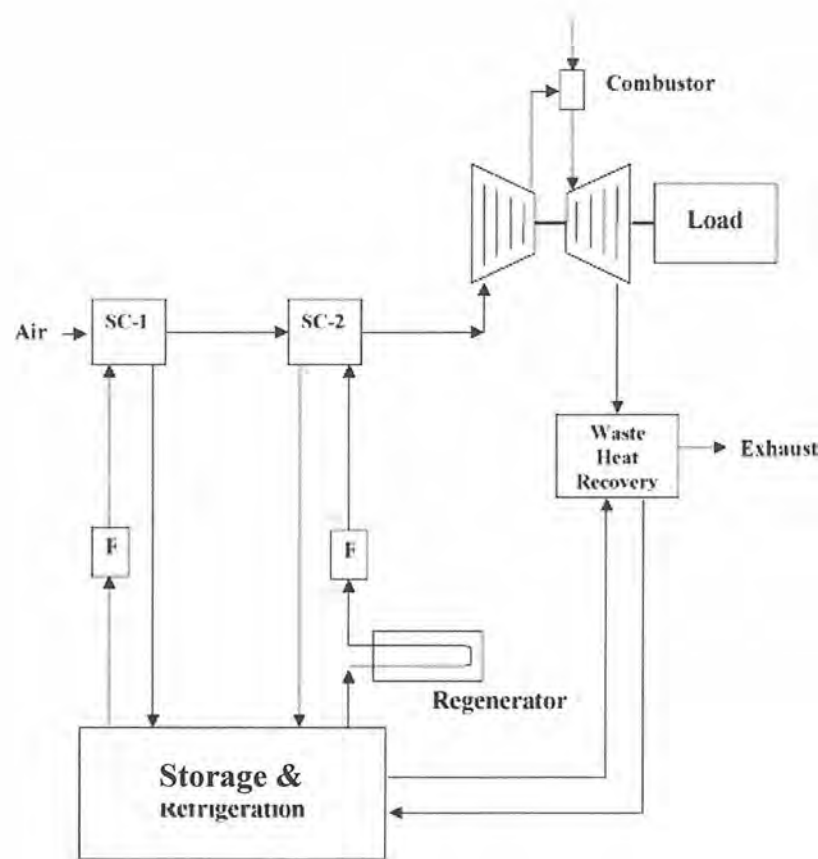 Combustor
Load
SC-1
SC-2
Air
Waste
Heat
Recovery
Exhaust
F
F
Regenerator
Storage &
Refrigeration